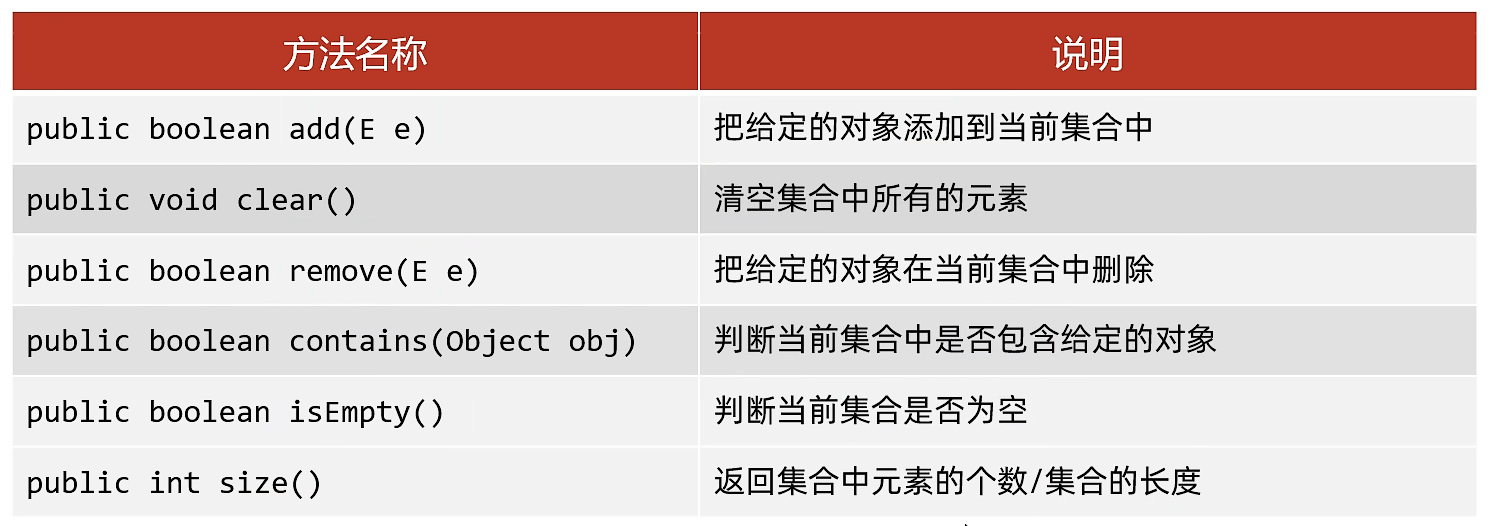 方法名称 说明
public boolean add(E e) 把给定的对象添加到当前集合中
public void clear() 清空集合中所有的元素
public boolean remove(E e) 把给定的对象在当前集合中删除
public boolean contains(Object obj) 判断当前集合中是否包含给定的对象
public boolean isEmpty() 判断当前集合是否为空
public int size() 返回集合中元素的个数/集合的长度